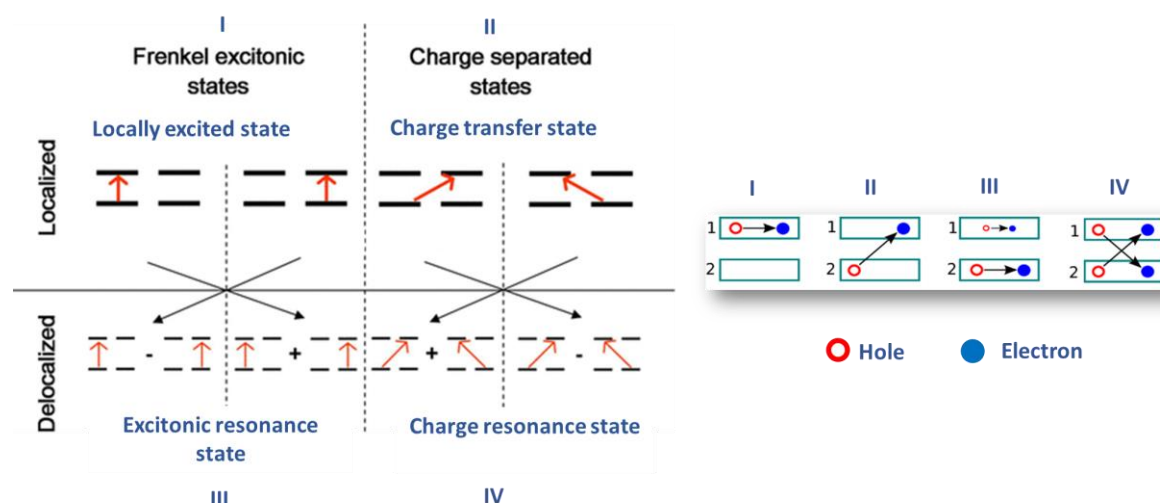 I
II
Frenkel excitonic
states
Charge separated
states
Locally excited state
Charge transfer state
Localized
-
+
+
-
Delocalized
Excitonic resonance
state
Charge resonance state
III
IV
I
II
III
IV
1
1
1
1
2
2
2
2
Hole
Electron